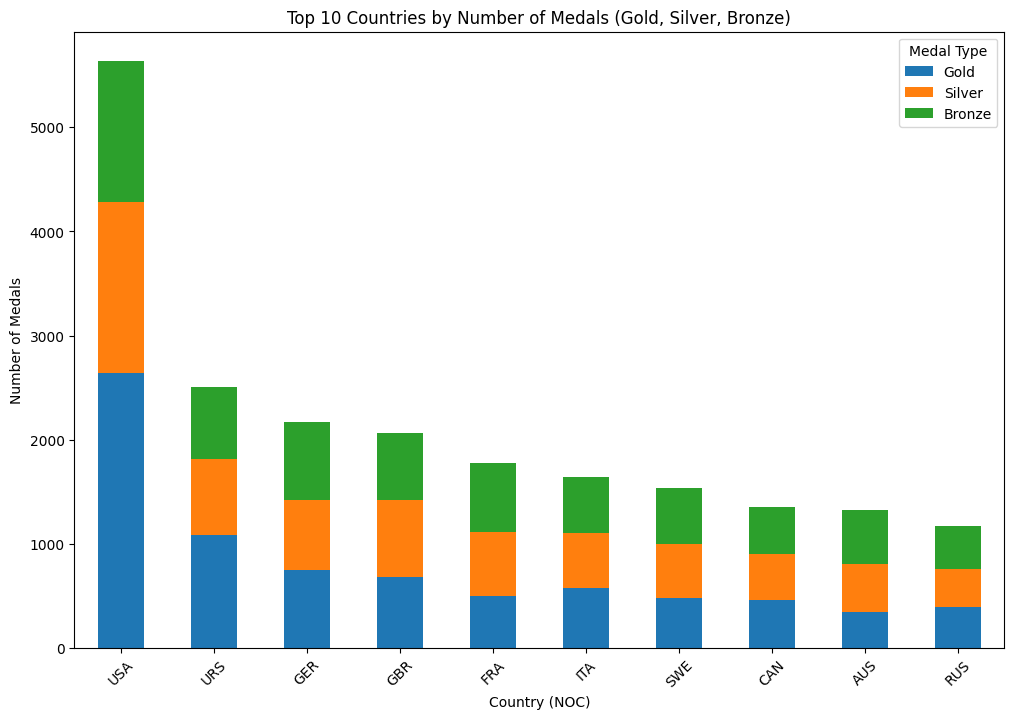 Top 10 Countries by Number of Medals (Gold, Silver, Bronze)
Medal Type
Gold
Silver
Bronze
Number of Medals
5000
4000
3000
2000
1000
0
USA
URS
GER
GBR
FRA
ITA
SWE
CAN
AUS
RUS
Country (NOC)